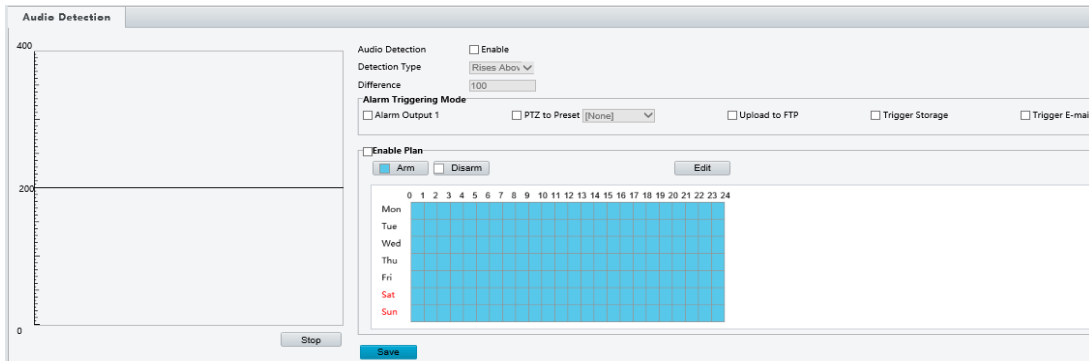 Audio Detection
400
200
0
Stop
Audio Detection Enable
Detection Type Rises Abov
Difference 100
Alarm Triggering Mode
Alarm Output 1 PTZ to Preset [None] Upload to FTP Trigger Storage Trigger E-mai
Enable Plan
Arm Disarm Edit
0 1 2 3 4 5 6 7 8 9 10 11 12 13 14 15 16 17 18 19 20 21 22 23 24
Mon
Tue
Wed
Thu
Fri
Sat
Sun
Save